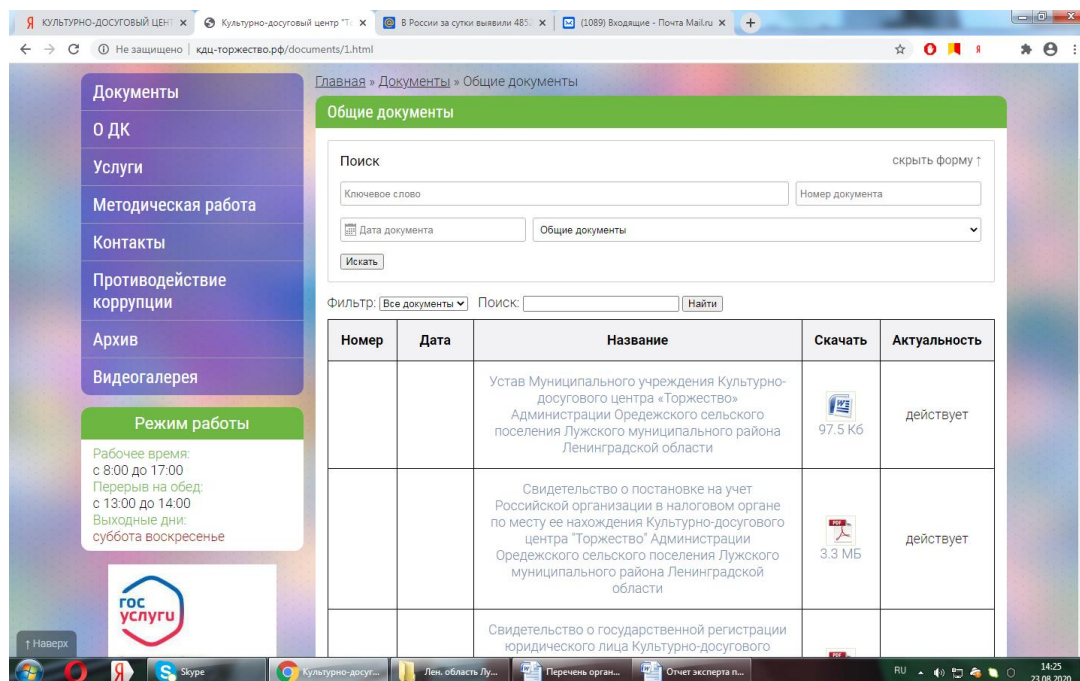 КУЛЬТУРНО-ДОСУГОВЫЙ ЦЕНТ
Культурно-досуговый центр "То
В России за сутки выявили 485
(1089) Входящие - Почта Mail.ru
Не защищено | кдц-торжество.рф/documents/1.html
Документы
О ДК
Услуги
Методическая работа
Контакты
Противодействие
коррупции
Архив
Видеогалерея
Режим работы
Рабочее время:
с 8:00 до 17:00
Перерыв на обед:
с 13:00 до 14:00
Выходные дни:
суббота воскресенье
гос
услуги
↑ Наверх
Главная » Документы » Общие документы
Общие документы
Поиск
скрыть форму ↑
Ключевое слово
Номер документа
Дата документа
Общие документы
Искать
Фильтр: Все документы Поиск: Найти
Номер Дата Название Скачать Актуальность
Устав Муниципального учреждения Культурно-
досугового центра «Торжество»
Администрации Оредежского сельского
поселения Лужского муниципального района
Ленинградской области
97.5 Кб
действует
Свидетельство о постановке на учет
Российской организации в налоговом органе
по месту ее нахождения Культурно-досугового
центра "Торжество" Администрации
Оредежского сельского поселения Лужского
муниципального района Ленинградской
области
PDF
3.3 МБ
действует
Свидетельство о государственной регистрации
юридического лица Культурно-досугового
PDF
Skype
Культурно-досуг...
Лен. область Лу...
Перечень орган...
Отчет эксперта п...
RU
14:25
23.08.2020